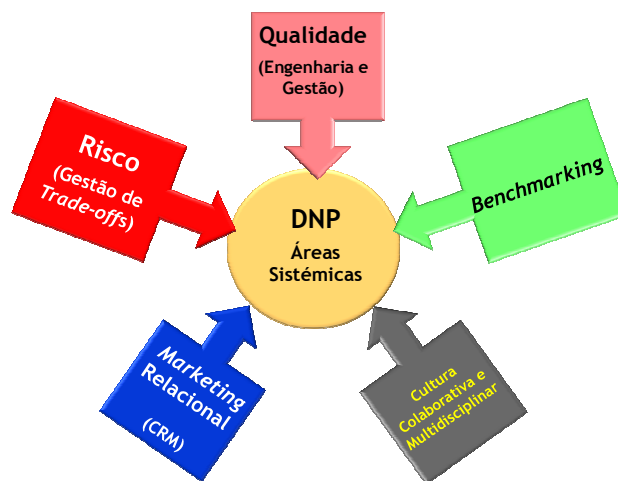 Qualidade
(Engenharia e
Gestão)
Risco
(Gestão de
Trade-offs)
Benchmarking
DNP
Áreas
Sistémicas
Marketing
Relacional
(CRM)
Cultura
Colaborativa e
Multidisciplinar